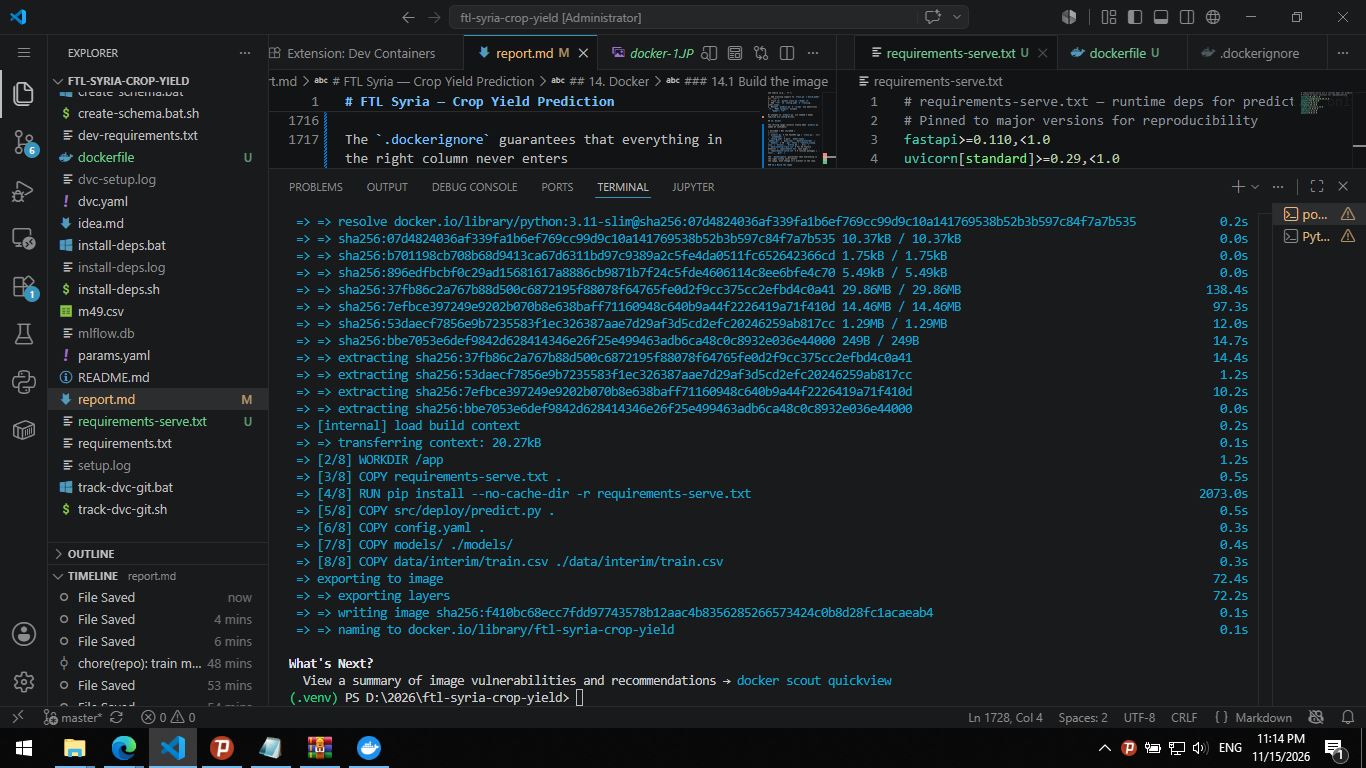 ftl-syria-crop-yield [Administrator]
EXPLORER
Extension: Dev Containers
report.md M
docker-1.JP
requirements-serve.txt U
dockerfile U
.dockerignore
FTL-SYRIA-CROP-YIELD
create-schema.bat
create-schema.bat.sh
dev-requirements.txt
dockerfile U
dvc-setup.log
dvc.yaml
idea.md
install-deps.bat
install-deps.log
install-deps.sh
m49.csv
mlflow.db
params.yaml
README.md
report.md M
requirements-serve.txt U
requirements.txt
setup.log
track-dvc-git.bat
track-dvc-git.sh
OUTLINE
TIMELINE report.md
File Saved now
File Saved 4 mins
File Saved 6 mins
chore(repo): train m... 48 mins
File Saved 53 mins
rt.md > # FTL Syria — Crop Yield Prediction > ## 14. Docker > ### 14.1 Build the image
1 # FTL Syria — Crop Yield Prediction
1716
1717 The `.dockerignore` guarantees that everything in
the right column never enters
requirements-serve.txt
1 # requirements-serve.txt — runtime deps for predict
2 # Pinned to major versions for reproducibility
3 fastapi>=0.110,<1.0
4 uvicorn[standard]>=0.29,<1.0
PROBLEMS OUTPUT DEBUG CONSOLE PORTS TERMINAL JUPYTER
po...
Pyt...
=> => resolve docker.io/library/python:3.11-slim@sha256:07d4824036af339fa1b6ef769cc99d9c10a141769538b52b3b597c84f7a7b535 0.2s
=> => sha256:07d4824036af339fa1b6ef769cc99d9c10a141769538b52b3b597c84f7a7b535 10.37kB / 10.37kB 0.0s
=> => sha256:b701198cb708b68d9413ca67d6311bd97c9389a2c5fe4da0511fc652642366cd 1.75kB / 1.75kB 0.0s
=> => sha256:896edfbcbf0c29ad15681617a8886cb9871b7f24c5fde4606114c8ee6bfe4c70 5.49kB / 5.49kB 0.0s
=> => sha256:37fb86c2a767b88d500c6872195f88078f64765fe0d2f9cc375cc2efbd4c0a41 29.86MB / 29.86MB 138.4s
=> => sha256:7efbce397249e9202b070b8e638baff71160948c640b9a44f2226419a71f410d 14.46MB / 14.46MB 97.3s
=> => sha256:53daecf7856e9b7235583f1ec326387aae7d29af3d5cd2efc20246259ab817cc 1.29MB / 1.29MB 12.0s
=> => sha256:bbe7053e6def9842d628414346e26f25e499463adb6ca48c0c8932e036e44000 249B / 249B 14.7s
=> => extracting sha256:37fb86c2a767b88d500c6872195f88078f64765fe0d2f9cc375cc2efbd4c0a41 14.4s
=> => extracting sha256:53daecf7856e9b7235583f1ec326387aae7d29af3d5cd2efc20246259ab817cc 1.2s
=> => extracting sha256:7efbce397249e9202b070b8e638baff71160948c640b9a44f2226419a71f410d 10.2s
=> => extracting sha256:bbe7053e6def9842d628414346e26f25e499463adb6ca48c0c8932e036e44000 0.0s
=> [internal] load build context 0.2s
=> => transferring context: 20.27kB 0.1s
=> [2/8] WORKDIR /app 1.2s
=> [3/8] COPY requirements-serve.txt . 0.5s
=> [4/8] RUN pip install --no-cache-dir -r requirements-serve.txt 2073.0s
=> [5/8] COPY src/deploy/predict.py . 0.5s
=> [6/8] COPY config.yaml . 0.3s
=> [7/8] COPY models/ ./models/ 0.4s
=> [8/8] COPY data/interim/train.csv ./data/interim/train.csv 0.3s
=> exporting to image 72.4s
=> => exporting layers 72.2s
=> => writing image sha256:f410bc68ecc7fdd97743578b12aac4b8356285266573424c0b8d28fc1acaeab4 0.1s
=> => naming to docker.io/library/ftl-syria-crop-yield 0.1s
What's Next?
View a summary of image vulnerabilities and recommendations → docker scout quickview
(.venv) PS D:\2026\ftl-syria-crop-yield>
master* 0 0
Ln 1728, Col 4 Spaces: 2 UTF-8 CRLF { } Markdown
ENG
11:14 PM
11/15/2026